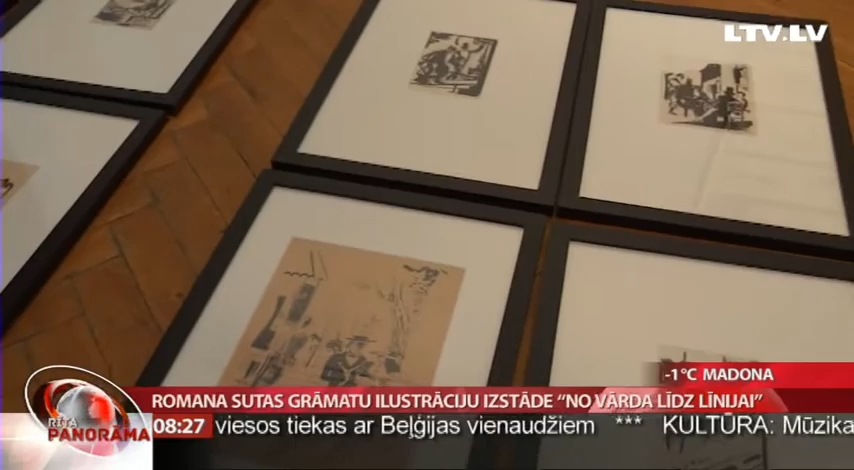 LTV.LV
-1°C MADONA
ROMANA SUTAS GRĀMATU ILUSTRĀCIJU IZSTĀDE “NO VĀRDA LĪDZ LĪNIJAI”
RĪTA
PANORĀMA
08:27 viesos tiekas ar Beļģijas vienaudžiem *** KULTŪRA: Mūzika